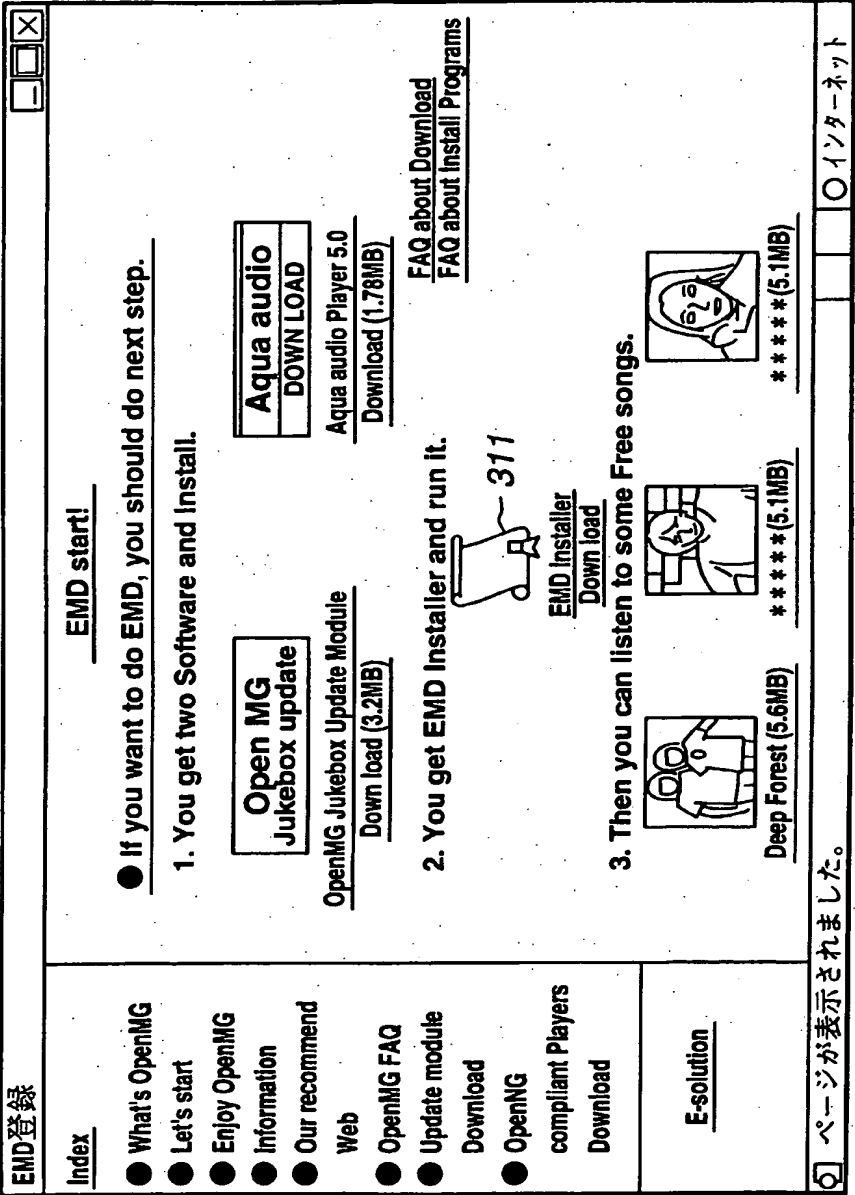 EMD登録
Index
What's OpenMG
Let's start
Enjoy OpenMG
Information
Our recommend
Web
OpenMG FAQ
Update module
Download
OpenNG
compliant Players
Download
E-solution
EMD start!
If you want to do EMD, you should do next step.
1. You get two Software and Install.
Open MG
Jukebox update
OpenMG Jukebox Update Module
Down load (3.2MB)
Aqua audio
DOWN LOAD
Aqua audio Player 5.0
Download (1.78MB)
2. You get EMD Installer and run it.
311
EMD Installer
Down load
FAQ about Download
FAQ about Install Programs
3. Then you can listen to some Free songs.
Deep Forest (5.6MB)
*****(5.1MB)
*****(5.1MB)
ページが表示されました。
インターネット